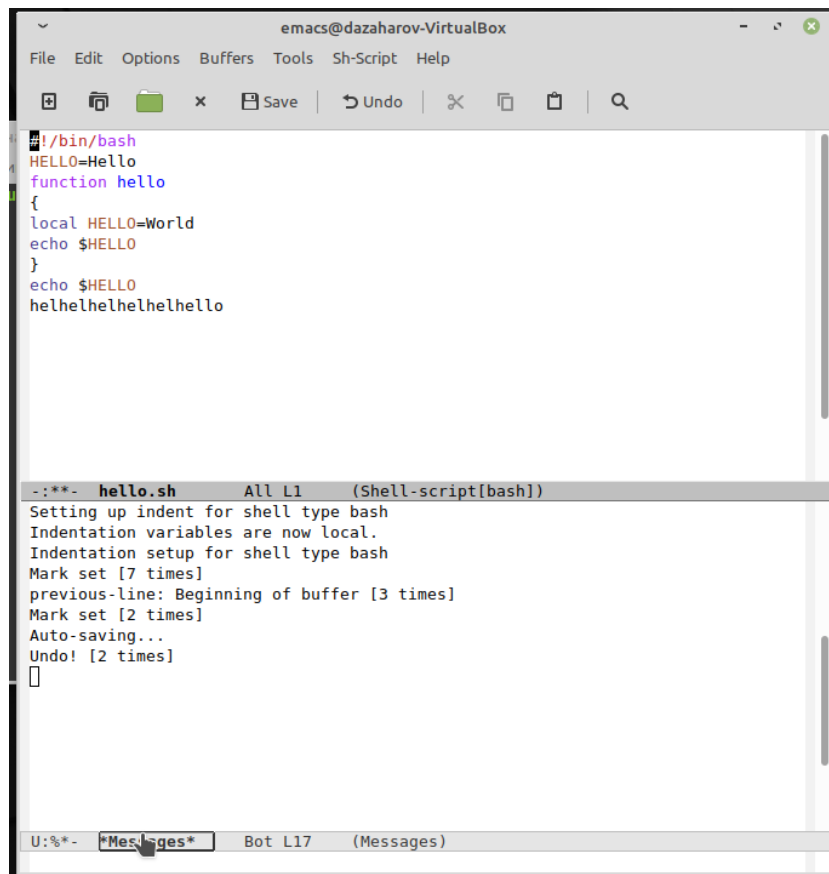 emacs@dazaharov-VirtualBox
File Edit Options Buffers Tools Sh-Script Help
Save Undo
#!/bin/bash
HELLO=Hello
function hello
{
local HELLO=World
echo $HELLO
}
echo $HELLO
helhelhelhelhelhello
-:**- hello.sh All L1 (Shell-script[bash])
Setting up indent for shell type bash
Indentation variables are now local.
Indentation setup for shell type bash
Mark set [7 times]
previous-line: Beginning of buffer [3 times]
Mark set [2 times]
Auto-saving...
Undo! [2 times]
U:%*- *Messages* Bot L17 (Messages)